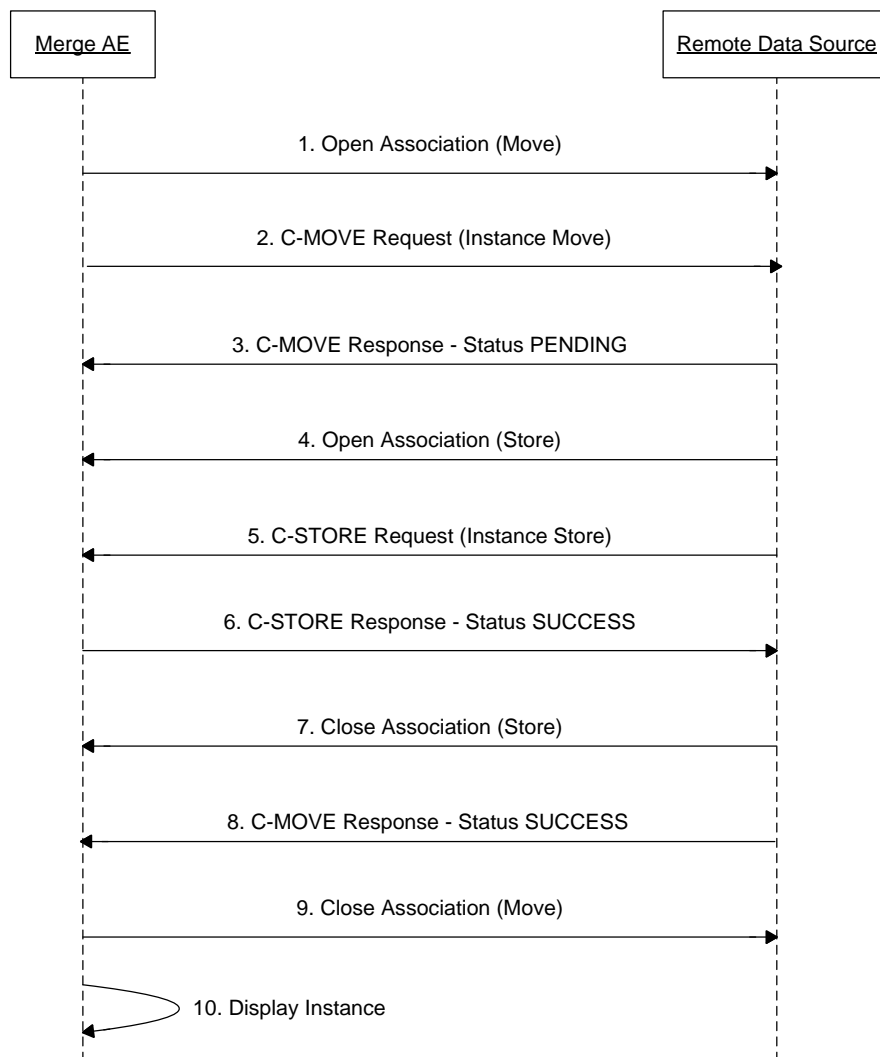 Merge AE
Remote Data Source
1. Open Association (Move)
2. C-MOVE Request (Instance Move)
3. C-MOVE Response - Status PENDING
4. Open Association (Store)
5. C-STORE Request (Instance Store)
6. C-STORE Response - Status SUCCESS
7. Close Association (Store)
8. C-MOVE Response - Status SUCCESS
9. Close Association (Move)
10. Display Instance